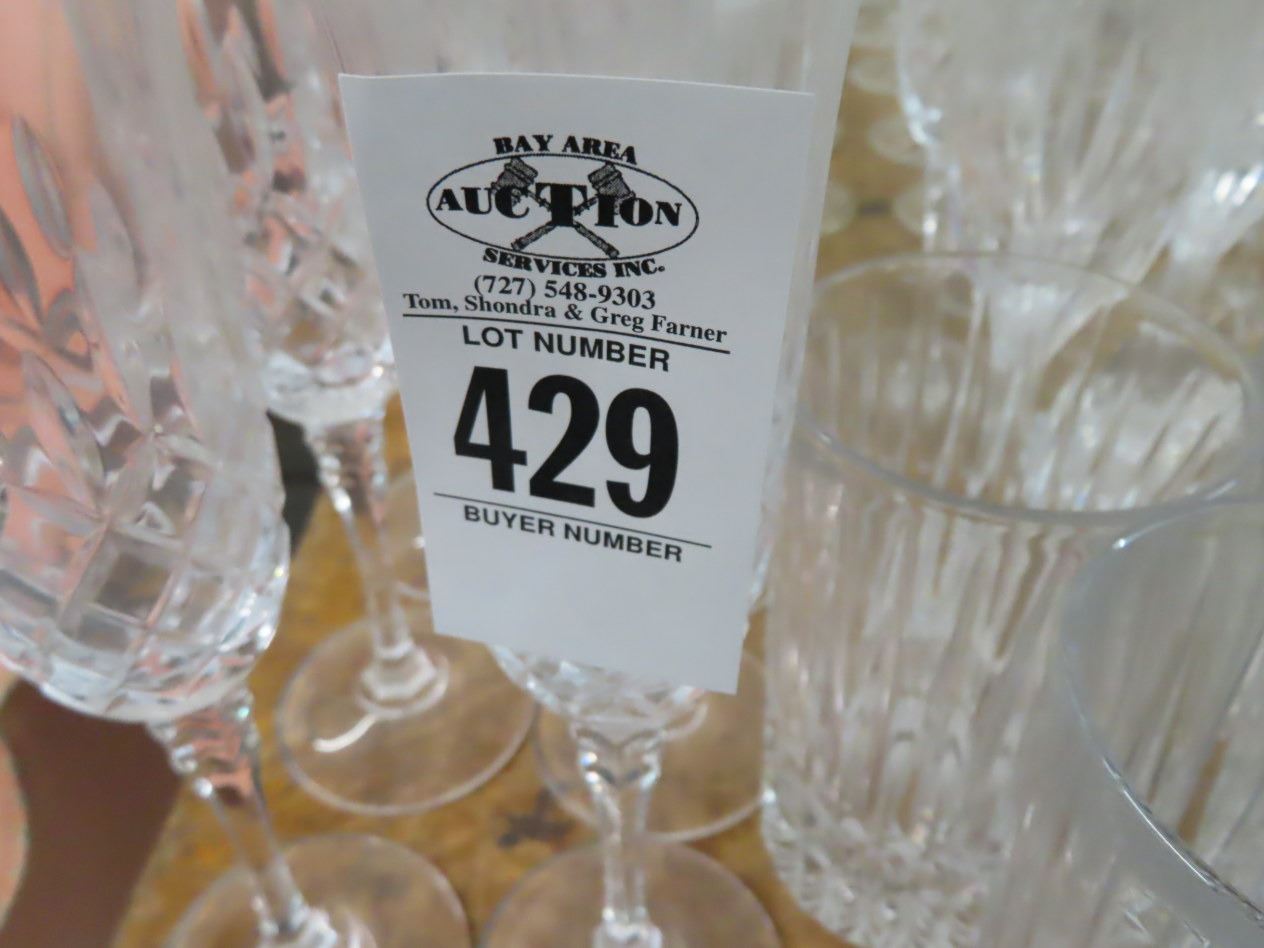 BAY AREA
AUCTION
SERVICES INC.
(727) 548-9303
Tom, Shondra & Greg Farner
LOT NUMBER
429
BUYER NUMBER